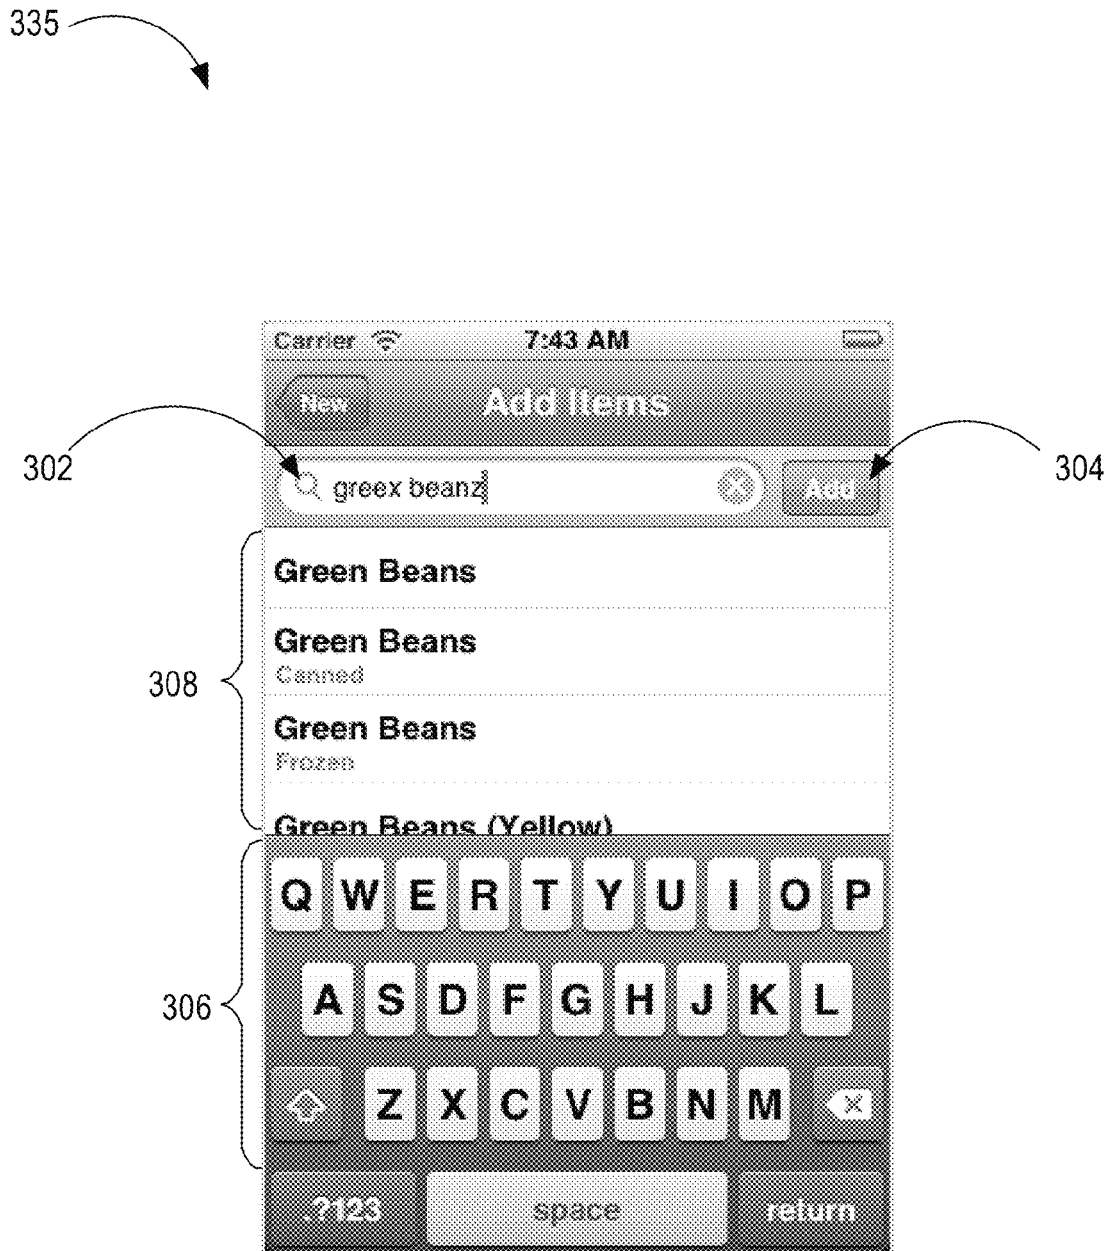 335
Carrier 7:43 AM
New Add Items
302 greex beanz Add 304
Green Beans
Green Beans
Canned
308
Green Beans
Frozen
Green Beans (Yellow)
Q W E R T Y U I O P
306 A S D F G H J K L
Z X C V B N M
.?123 space return